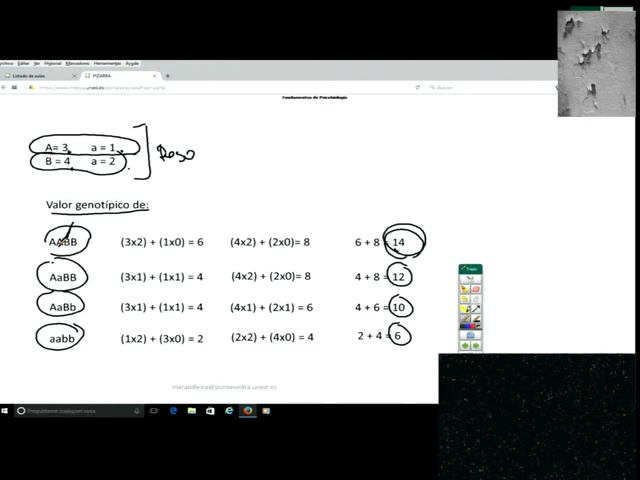 Archivo Editar Ver Historial Marcadores Herramientas Ayuda
Listado de aulas
PIZARRA
Fundamentos de Psicobiología
A= 3 a = 1
B = 4 a = 2
Peso
Valor genotípico de:
AABB (3x2) + (1x0) = 6 (4x2) + (2x0)= 8 6 + 8 = 14
AaBB (3x1) + (1x1) = 4 (4x2) + (2x0)= 8 4 + 8 = 12
AaBb (3x1) + (1x1) = 4 (4x1) + (2x1) = 6 4 + 6 = 10
aabb (1x2) + (3x0) = 2 (2x2) + (4x0) = 4 2 + 4 = 6